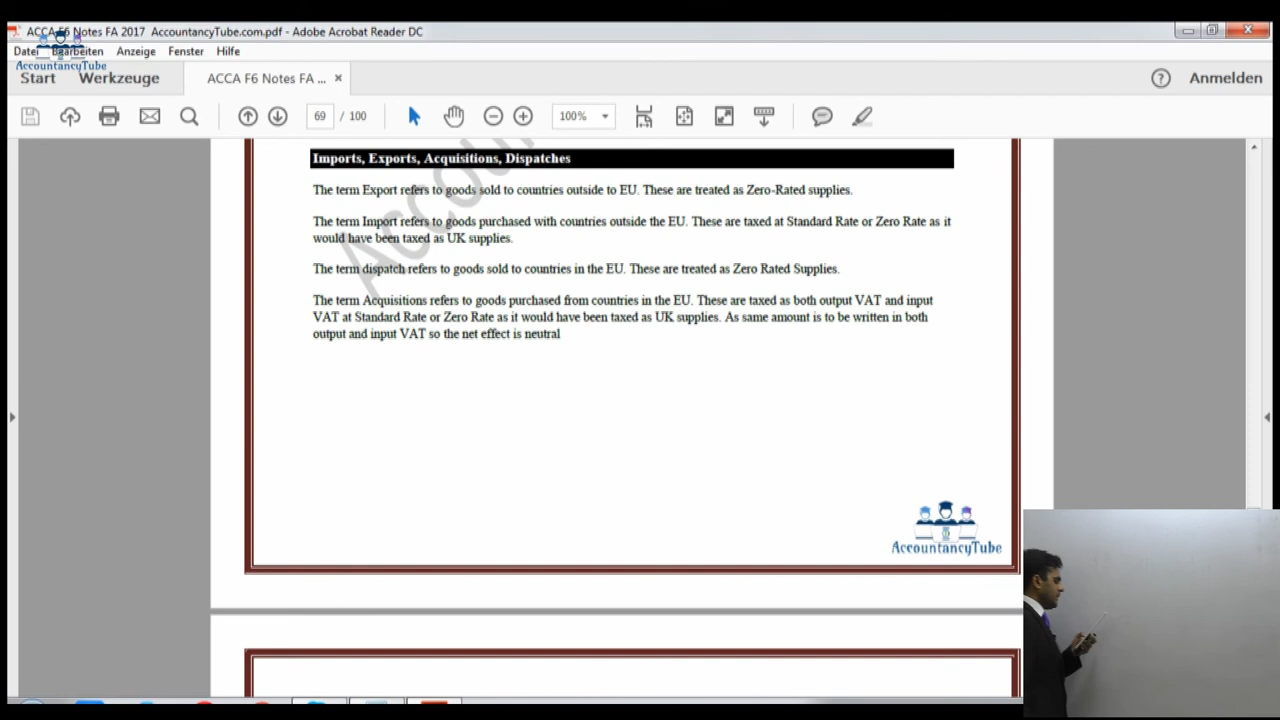 ACCA F6 Notes FA 2017 AccountancyTube.com.pdf - Adobe Acrobat Reader DC
Datei Bearbeiten Anzeige Fenster Hilfe
AccountancyTube
Start Werkzeuge ACCA F6 Notes FA ... × ? Anmelden
69 / 100 100%
Imports, Exports, Acquisitions, Dispatches
The term Export refers to goods sold to countries outside to EU. These are treated as Zero-Rated supplies.
The term Import refers to goods purchased with countries outside the EU. These are taxed at Standard Rate or Zero Rate as it
would have been taxed as UK supplies.
The term dispatch refers to goods sold to countries in the EU. These are treated as Zero Rated Supplies.
The term Acquisitions refers to goods purchased from countries in the EU. These are taxed as both output VAT and input
VAT at Standard Rate or Zero Rate as it would have been taxed as UK supplies. As same amount is to be written in both
output and input VAT so the net effect is neutral
AccountancyTube